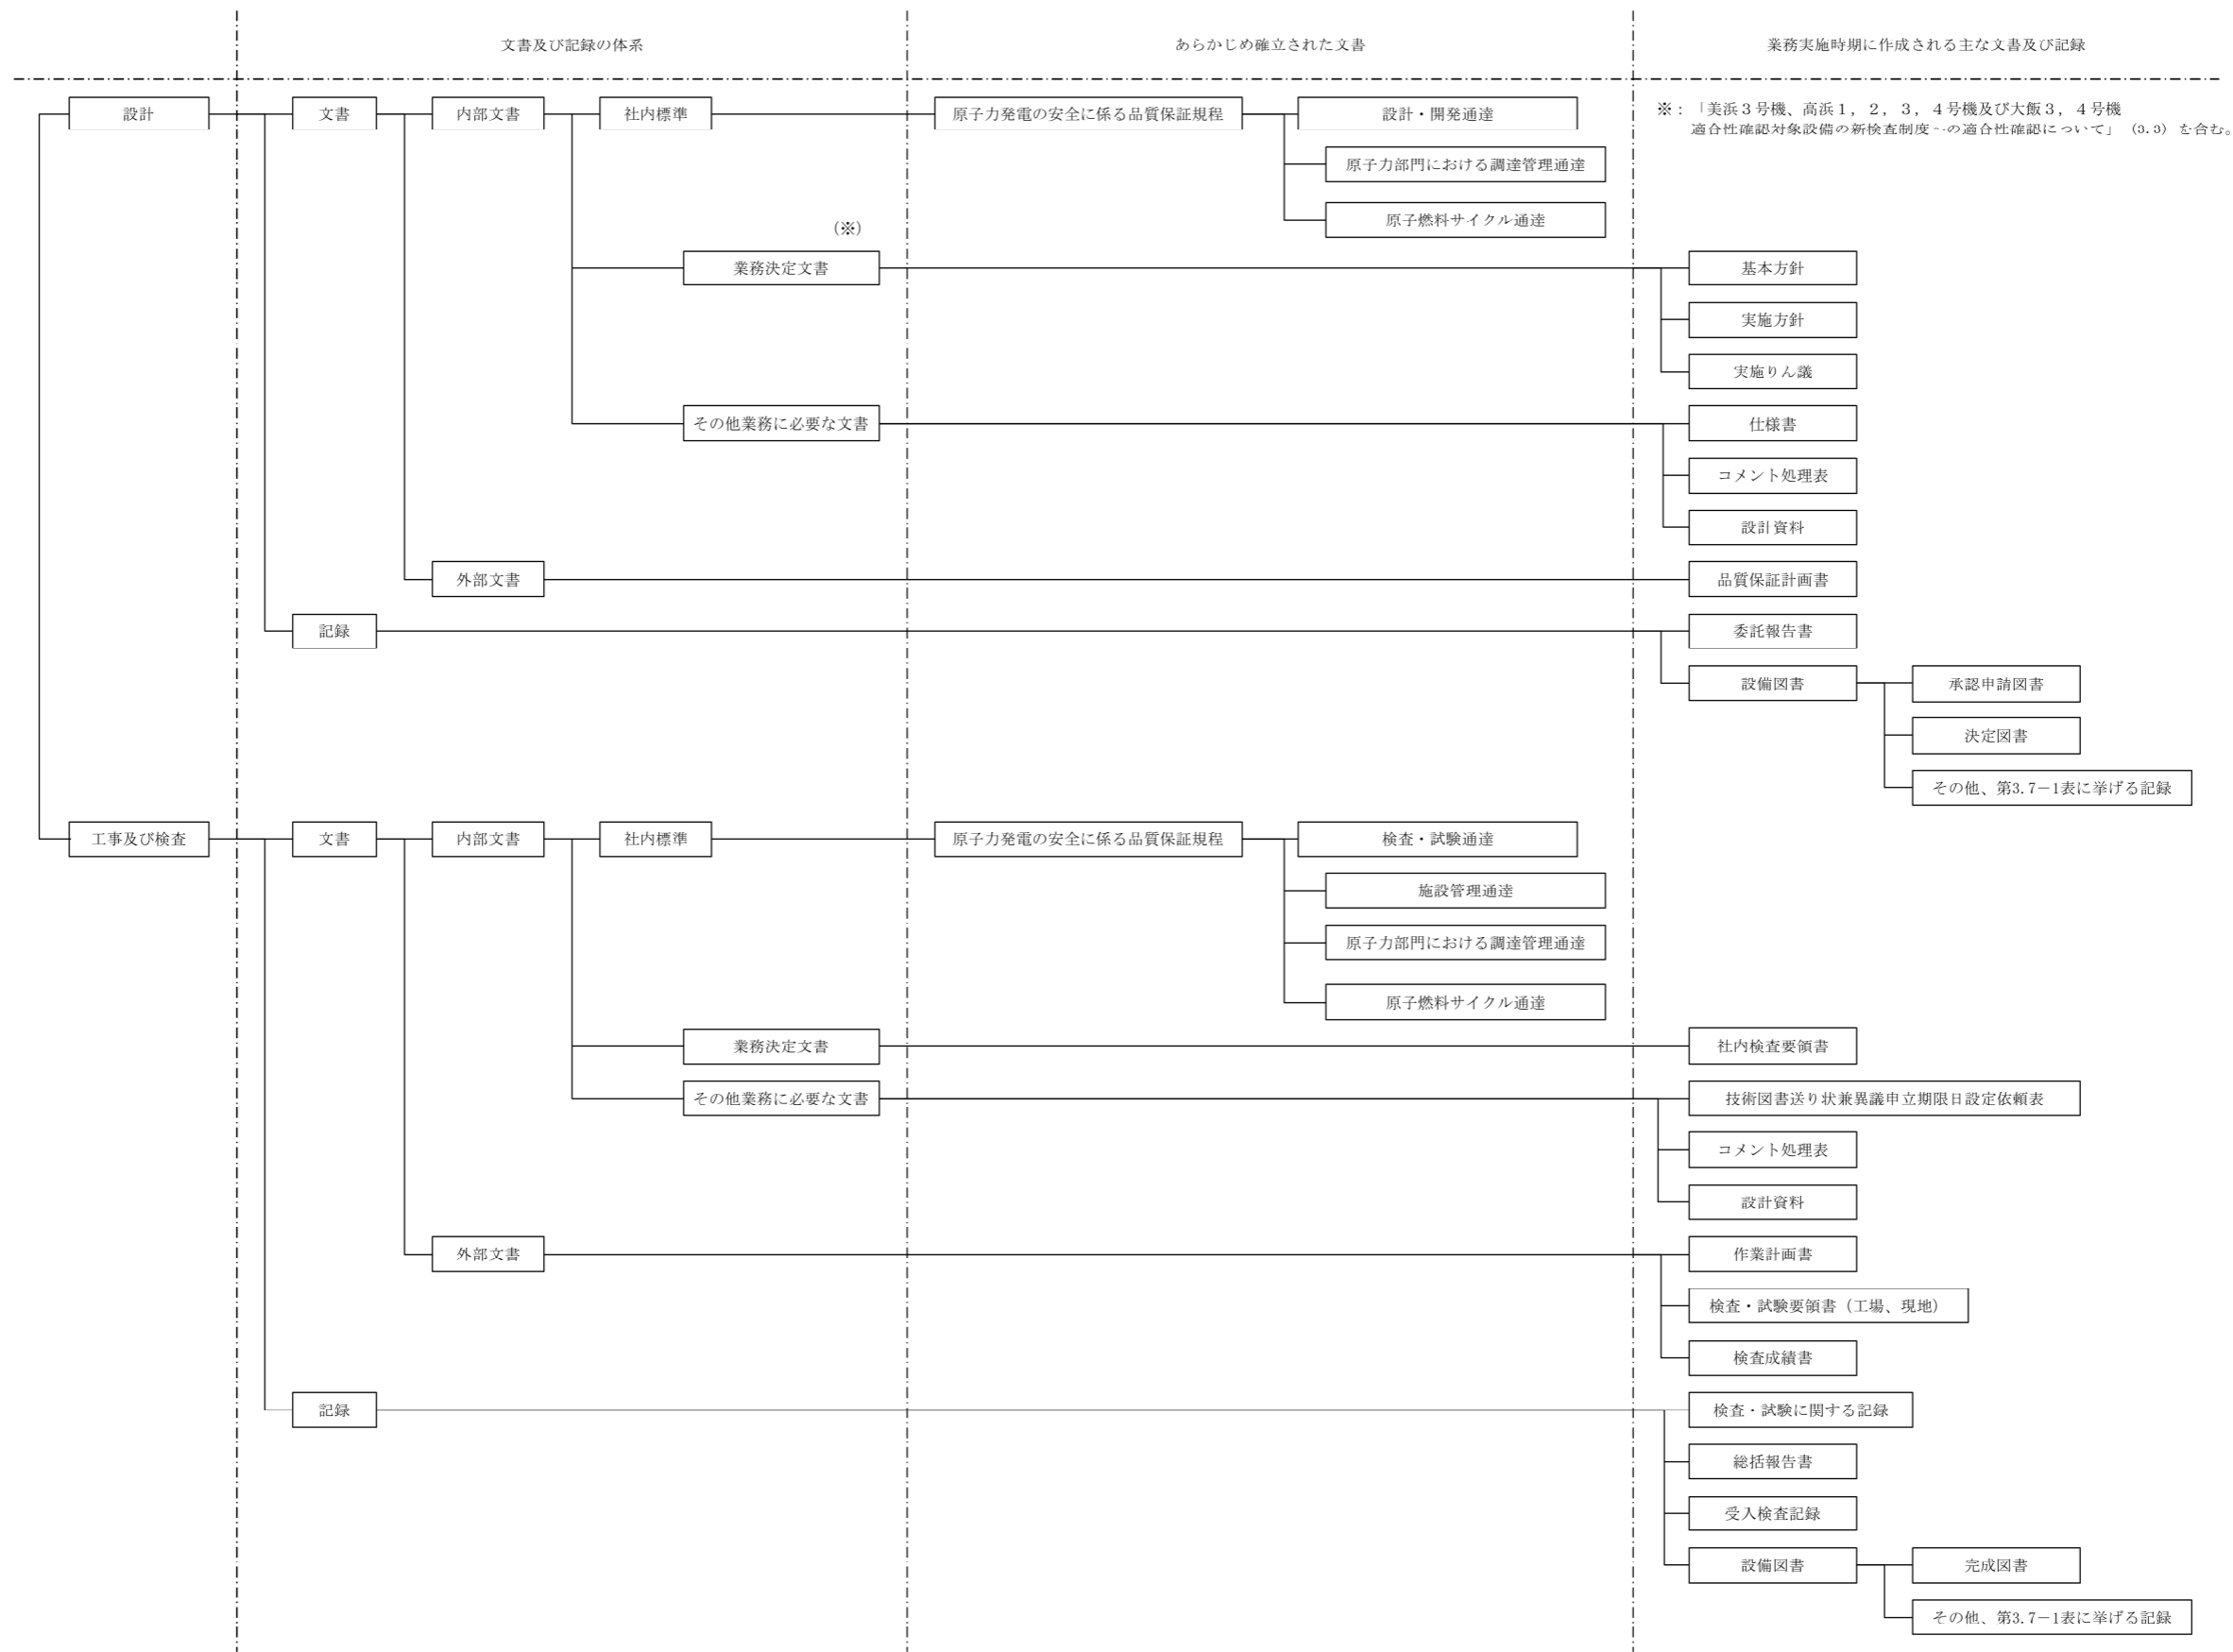 文書及び記録の体系
あらかじめ確立された文書
業務実施時期に作成される主な文書及び記録
設計
文書
内部文書
社内標準
原子力発電の安全に係る品質保証規程
設計・開発通達
※：「美浜３号機、高浜１，２，３，４号機及び大飯３，４号機
適合性確認対象設備の新検査制度への適合性確認について」（3.3）を含む。
原子力部門における調達管理通達
原子燃料サイクル通達
（※）
業務決定文書
基本方針
実施方針
実施りん議
その他業務に必要な文書
仕様書
コメント処理表
設計資料
外部文書
品質保証計画書
記録
委託報告書
設備図書
承認申請図書
決定図書
その他、第3.7－1表に挙げる記録
工事及び検査
文書
内部文書
社内標準
原子力発電の安全に係る品質保証規程
検査・試験通達
施設管理通達
原子力部門における調達管理通達
原子燃料サイクル通達
業務決定文書
社内検査要領書
その他業務に必要な文書
技術図書送り状兼異議申立期限日設定依頼表
コメント処理表
設計資料
外部文書
作業計画書
検査・試験要領書（工場、現地）
検査成績書
記録
検査・試験に関する記録
総括報告書
受入検査記録
設備図書
完成図書
その他、第3.7－1表に挙げる記録